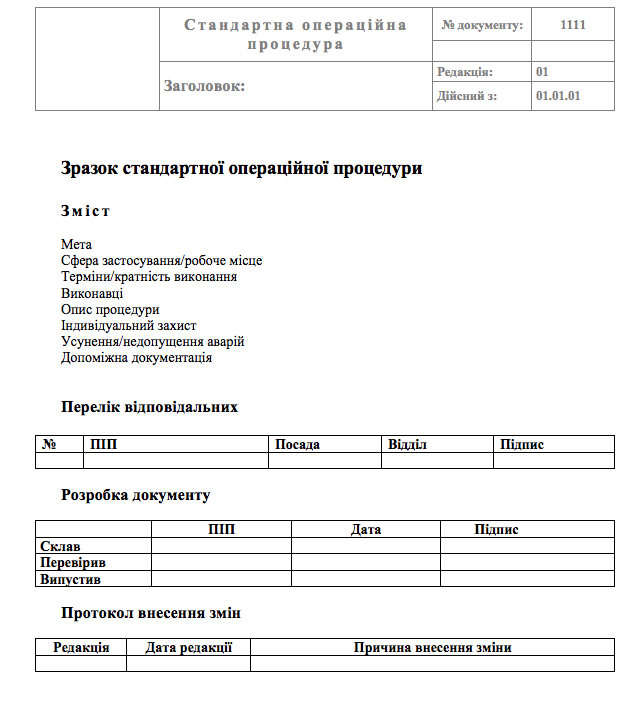 Стандартна операційна
процедура
№ документу: 1111
Заголовок:
Редакція: 01
Дійсний з: 01.01.01
Зразок стандартної операційної процедури
Зміст
Мета
Сфера застосування/робоче місце
Терміни/кратність виконання
Виконавці
Опис процедури
Індивідуальний захист
Усунення/недопущення аварій
Допоміжна документація
Перелік відповідальних
№ ПІП Посада Відділ Підпис
Розробка документу
ПІП Дата Підпис
Склав
Перевірив
Випустив
Протокол внесення змін
Редакція Дата редакції Причина внесення зміни